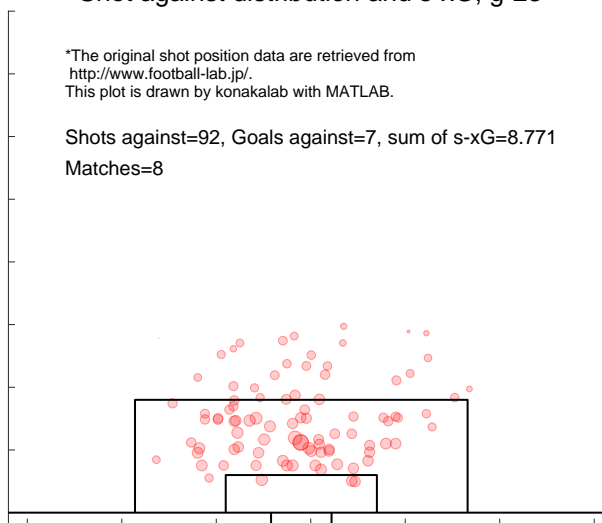 *The original shot position data are retrieved from
http://www.football-lab.jp/.
This plot is drawn by konakalab with MATLAB.
Shots against=92, Goals against=7, sum of s-xG=8.771
Matches=8